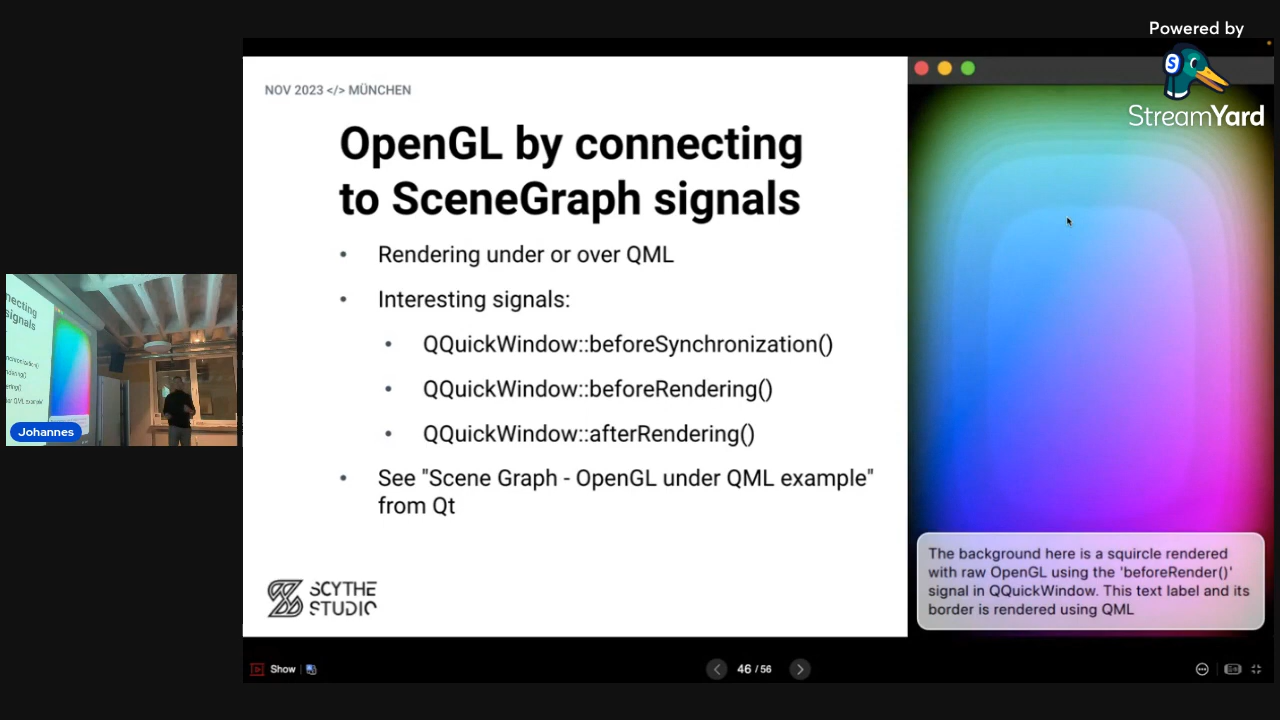 Powered by
StreamYard
NOV 2023 </> MÜNCHEN
OpenGL by connecting
to SceneGraph signals
• Rendering under or over QML
• Interesting signals:
• QQuickWindow::beforeSynchronization()
• QQuickWindow::beforeRendering()
• QQuickWindow::afterRendering()
• See "Scene Graph - OpenGL under QML example"
from Qt
SCYTHE
STUDIO
The background here is a squircle rendered
with raw OpenGL using the 'beforeRender()'
signal in QQuickWindow. This text label and its
border is rendered using QML
Johannes
Show
46 / 56